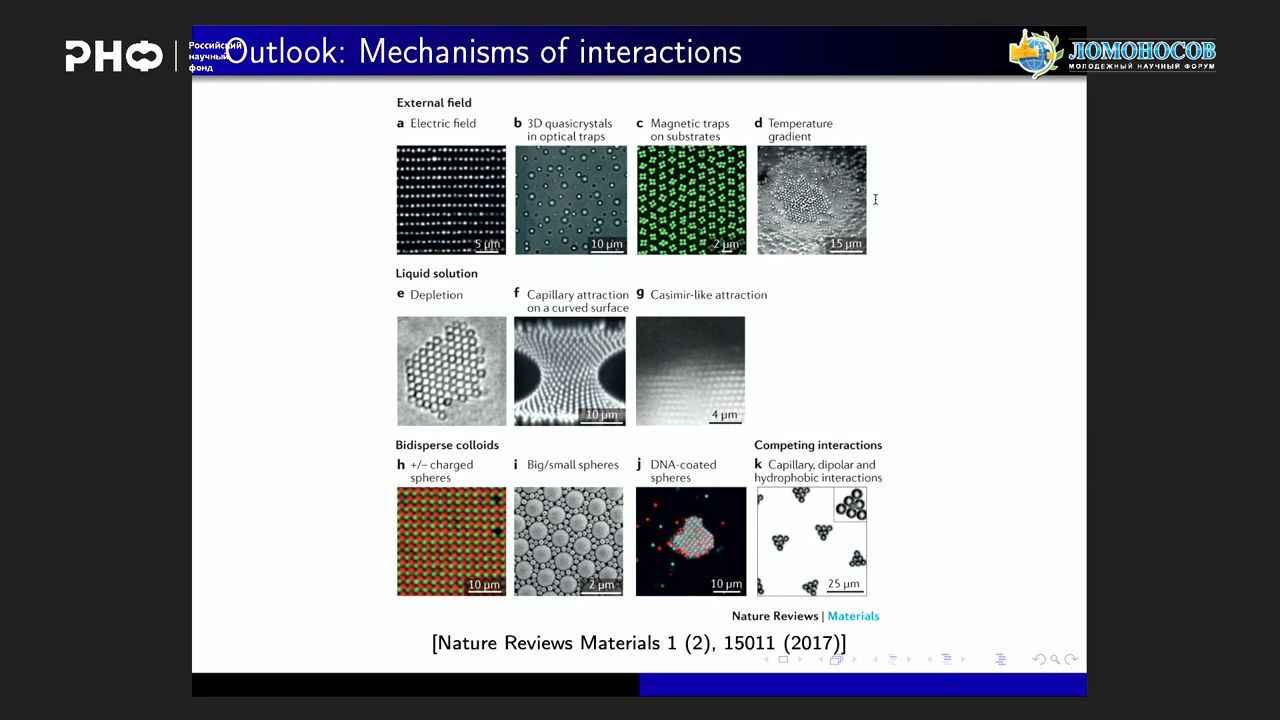 РНФ
Российский
научный
фонд
Outlook: Mechanisms of interactions
ЛОМОНОСОВ
МОЛОДЕЖНЫЙ НАУЧНЫЙ ФОРУМ
External field
a Electric field
b 3D quasicrystals
in optical traps
c Magnetic traps
on substrates
d Temperature
gradient
5 μm
10 μm
2 μm
15 μm
Liquid solution
e Depletion
f Capillary attraction
on a curved surface
g Casimir-like attraction
10 μm
4 μm
Bidisperse colloids
Competing interactions
h +/– charged
spheres
i Big/small spheres
j DNA-coated
spheres
k Capillary, dipolar and
hydrophobic interactions
10 μm
2 μm
10 μm
25 μm
Nature Reviews | Materials
[Nature Reviews Materials 1 (2), 15011 (2017)]